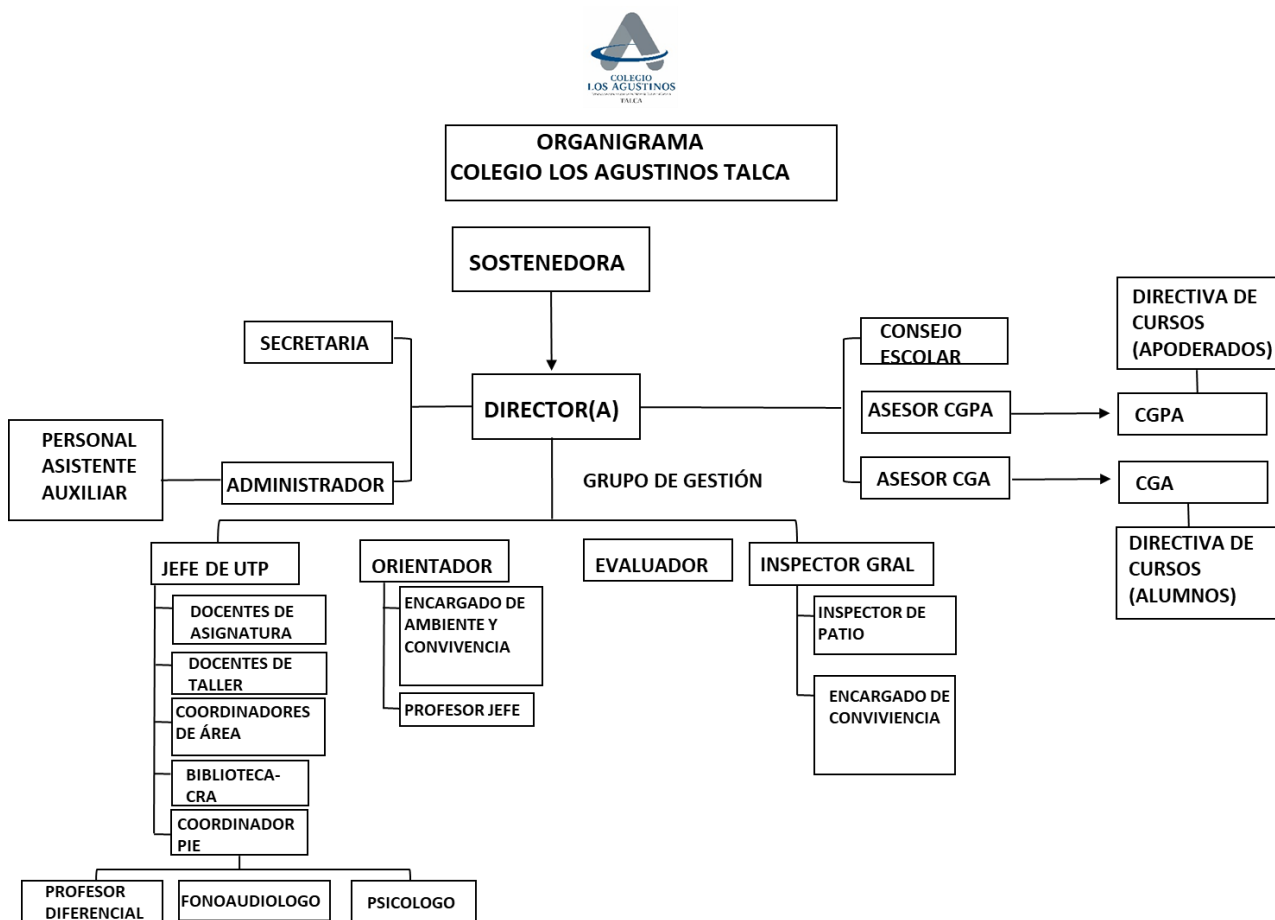 COLEGIO
LOS AGUSTINOS
TALCA
ORGANIGRAMA
COLEGIO LOS AGUSTINOS TALCA
SOSTENEDORA
SECRETARIA
DIRECTOR(A)
PERSONAL
ASISTENTE
AUXILIAR
ADMINISTRADOR
CONSEJO
ESCOLAR
ASESOR CGPA
ASESOR CGA
DIRECTIVA DE
CURSOS
(APODERADOS)
CGPA
CGA
DIRECTIVA DE
CURSOS
(ALUMNOS)
GRUPO DE GESTIÓN
JEFE DE UTP
DOCENTES DE
ASIGNATURA
DOCENTES DE
TALLER
COORDINADORES
DE ÁREA
BIBLIOTECA-
CRA
COORDINADOR
PIE
PROFESOR
DIFERENCIAL
FONOAUDIOLOGO
PSICOLOGO
ORIENTADOR
ENCARGADO DE
AMBIENTE Y
CONVIVENCIA
PROFESOR JEFE
EVALUADOR
INSPECTOR GRAL
INSPECTOR DE
PATIO
ENCARGADO DE
CONVIVIENCIA